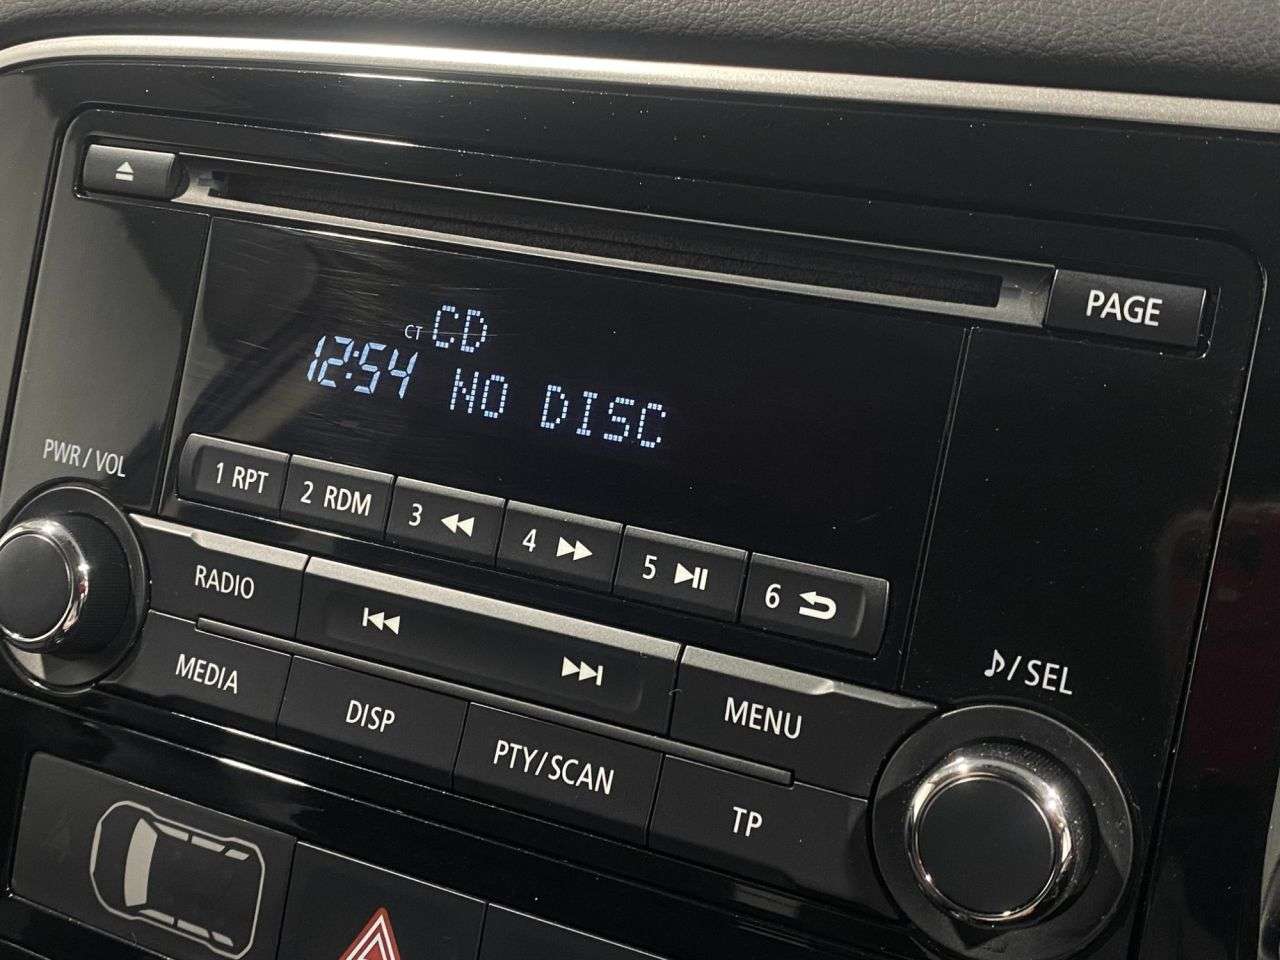 PAGE
CT CD
12:54 NO DISC
PWR / VOL
1 RPT
2 RDM
3
4
5
6
RADIO
♪/SEL
MEDIA
DISP
MENU
PTY/SCAN
TP